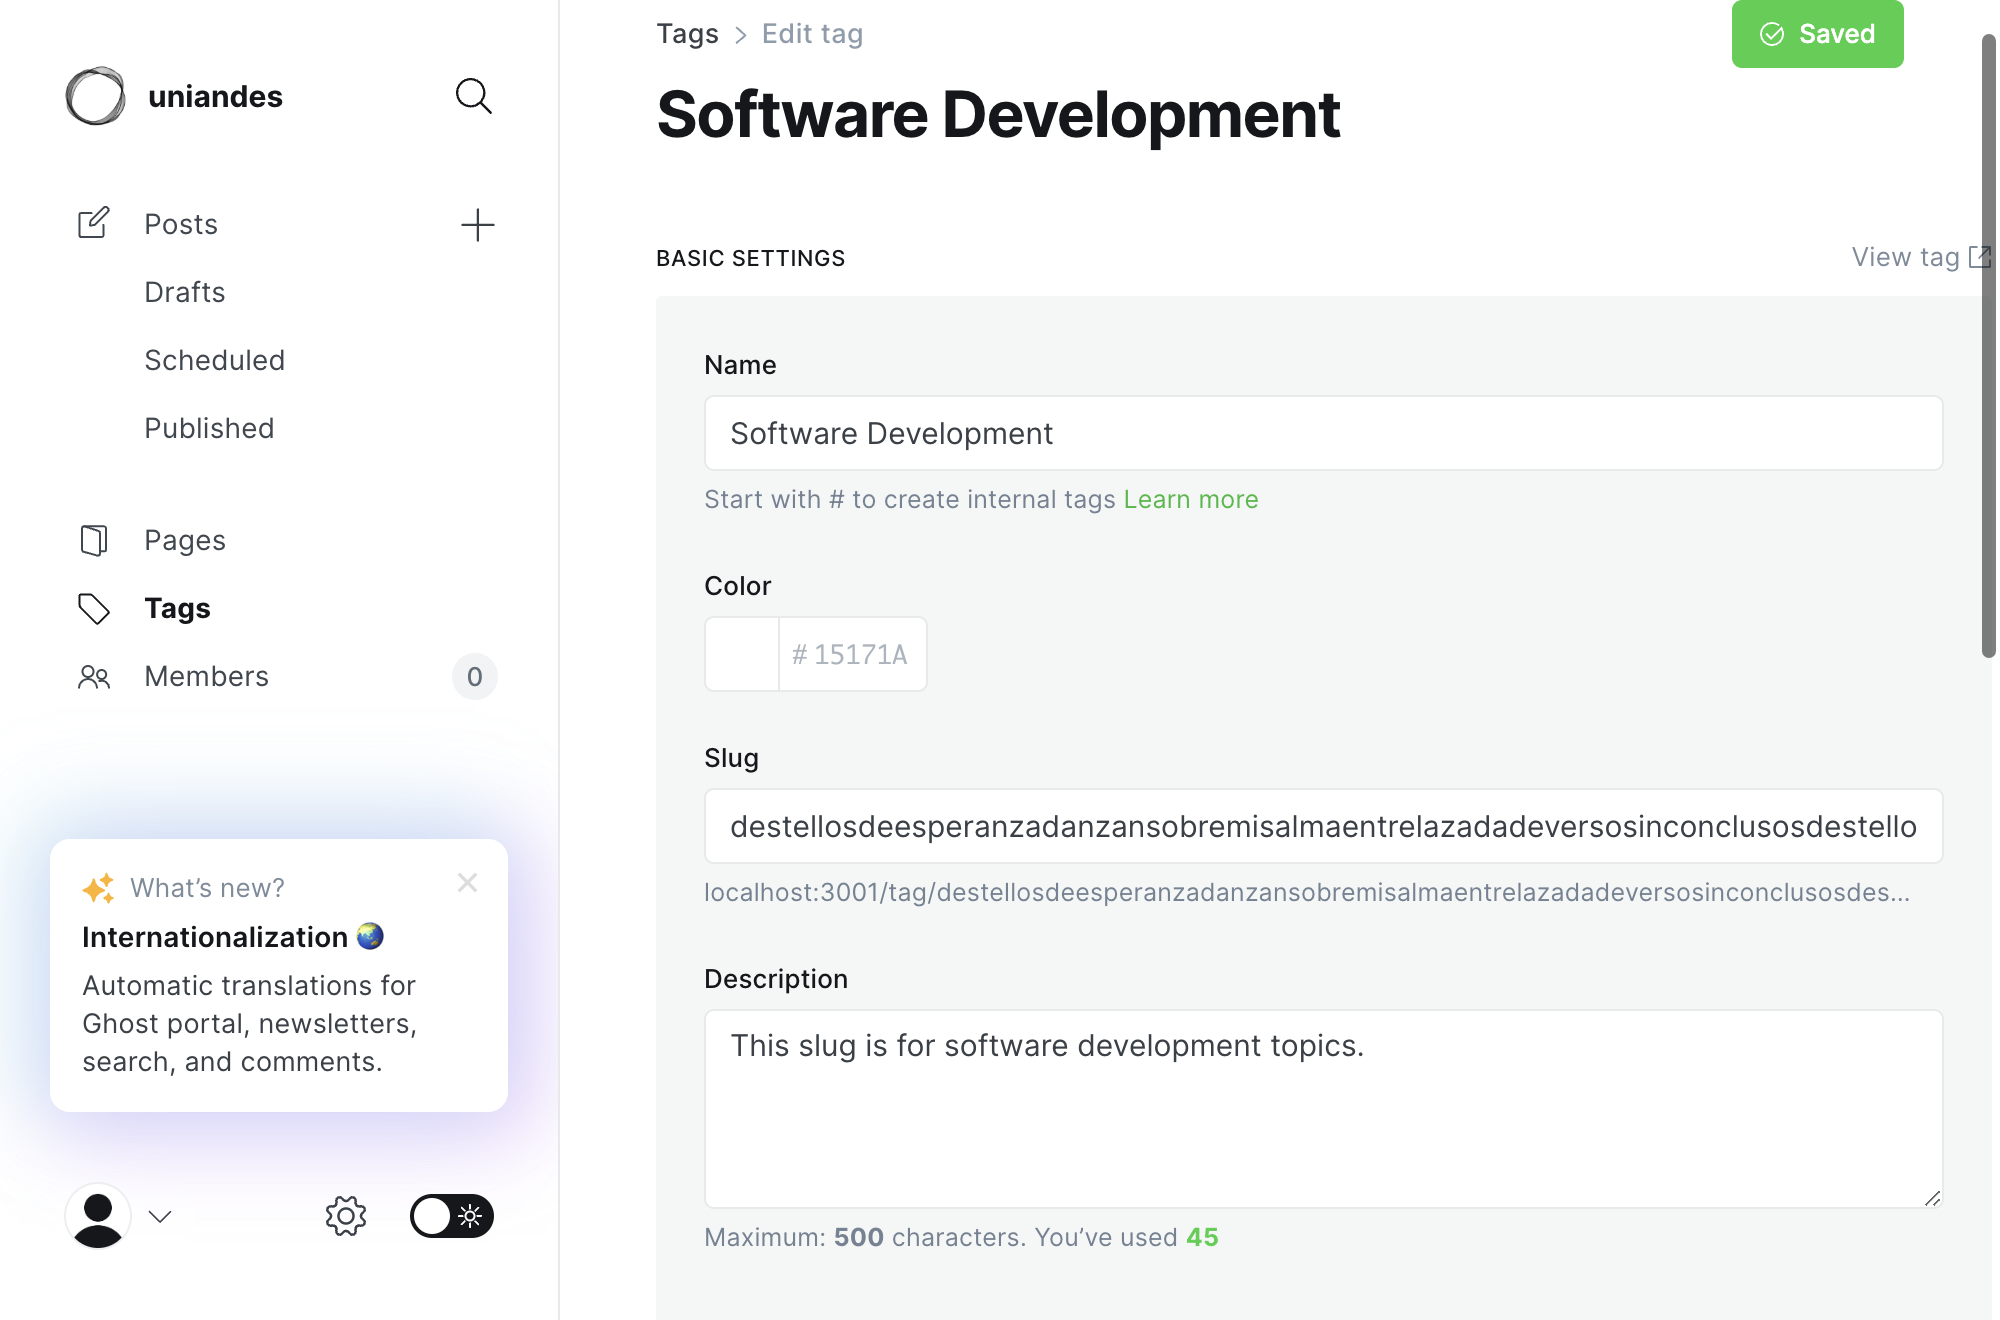 uniandes
Posts
Drafts
Scheduled
Published
Pages
Tags
Members
0
What’s new?
Internationalization
Automatic translations for
Ghost portal, newsletters,
search, and comments.
Tags > Edit tag
Saved
Software Development
BASIC SETTINGS
View tag
Name
Software Development
Start with # to create internal tags Learn more
Color
# 15171A
Slug
destellosdeesperanzadanzansobremisalmaentrelazadadeversosinconclusosdestello
localhost:3001/tag/destellosdeesperanzadanzansobremisalmaentrelazadadeversosinconclusosdes...
Description
This slug is for software development topics.
Maximum: 500 characters. You’ve used 45